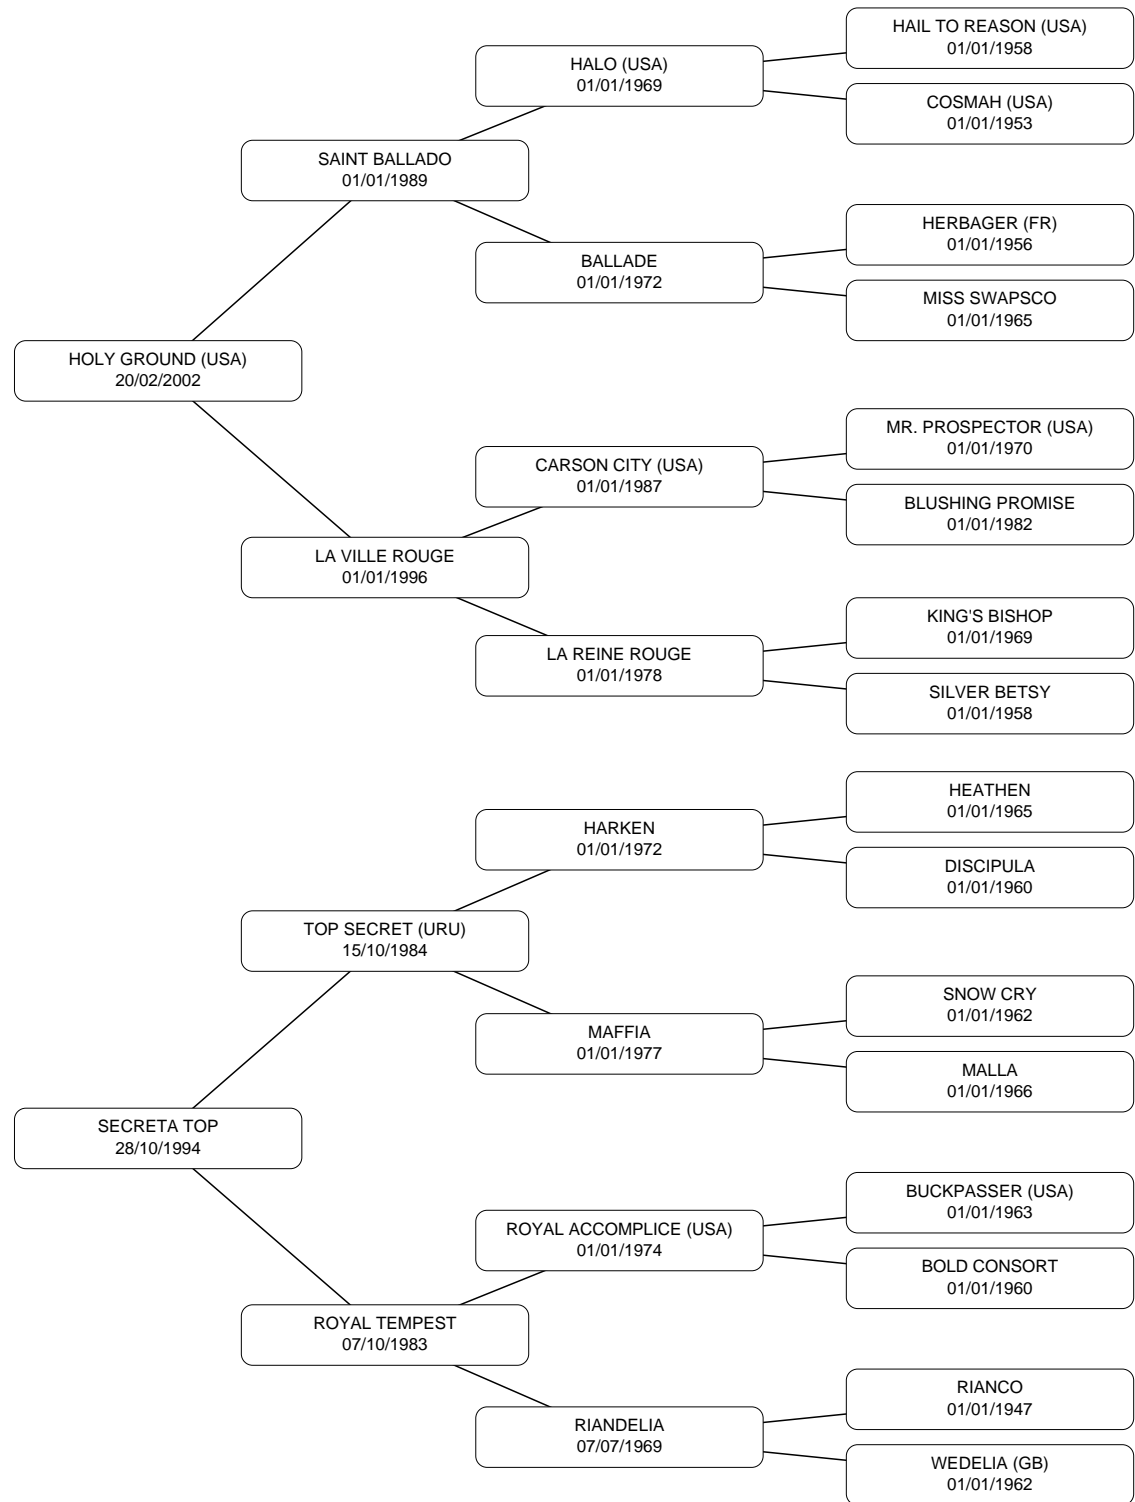 HAIL TO REASON (USA)
01/01/1958
HALO (USA)
01/01/1969
COSMAH (USA)
01/01/1953
SAINT BALLADO
01/01/1989
HERBAGER (FR)
01/01/1956
BALLADE
01/01/1972
MISS SWAPSCO
01/01/1965
HOLY GROUND (USA)
20/02/2002
MR. PROSPECTOR (USA)
01/01/1970
CARSON CITY (USA)
01/01/1987
BLUSHING PROMISE
01/01/1982
LA VILLE ROUGE
01/01/1996
KING'S BISHOP
01/01/1969
LA REINE ROUGE
01/01/1978
SILVER BETSY
01/01/1958
HEATHEN
01/01/1965
HARKEN
01/01/1972
DISCIPULA
01/01/1960
TOP SECRET (URU)
15/10/1984
SNOW CRY
01/01/1962
MAFFIA
01/01/1977
MALLA
01/01/1966
SECRETA TOP
28/10/1994
BUCKPASSER (USA)
01/01/1963
ROYAL ACCOMPLICE (USA)
01/01/1974
BOLD CONSORT
01/01/1960
ROYAL TEMPEST
07/10/1983
RIANCO
01/01/1947
RIANDELIA
07/07/1969
WEDELIA (GB)
01/01/1962